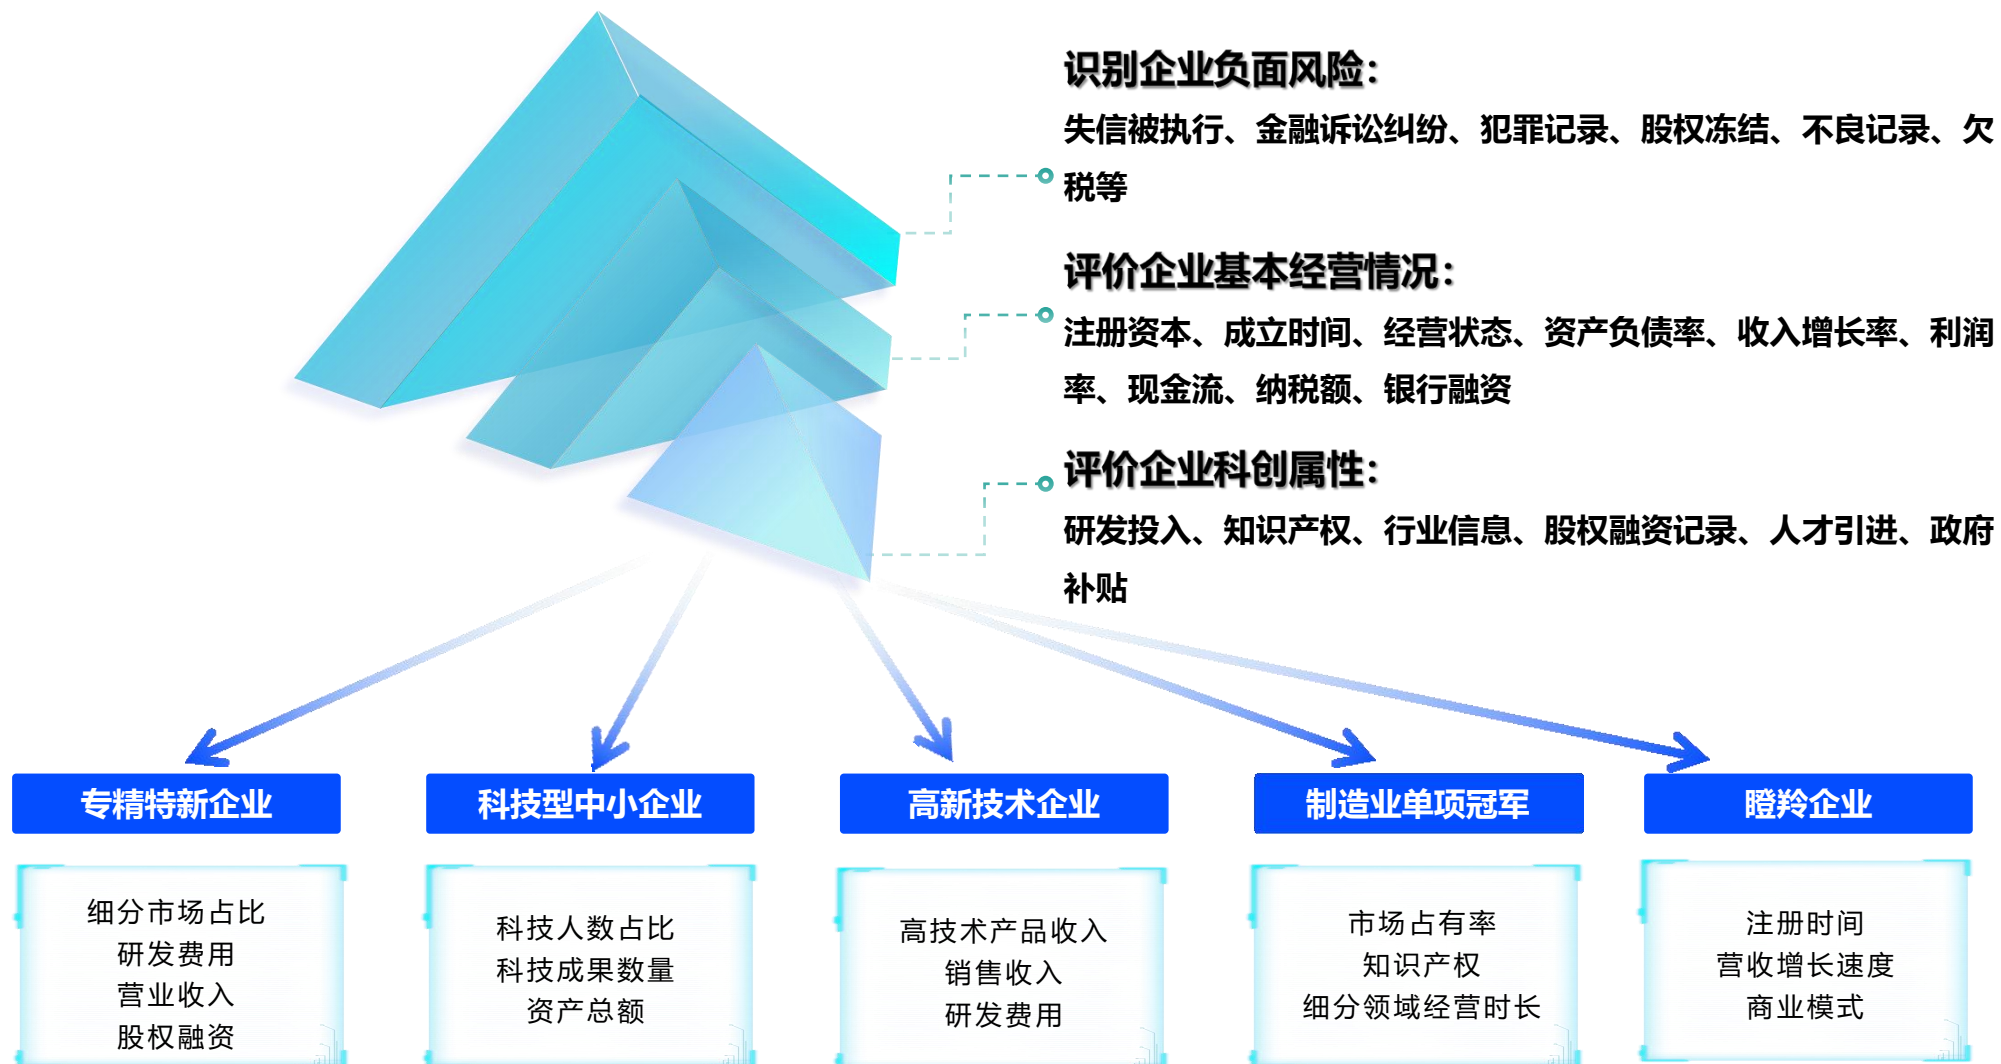 识别企业负面风险：
失信被执行、金融诉讼纠纷、犯罪记录、股权冻结、不良记录、欠
税等
评价企业基本经营情况：
注册资本、成立时间、经营状态、资产负债率、收入增长率、利润
率、现金流、纳税额、银行融资
评价企业科创属性：
研发投入、知识产权、行业信息、股权融资记录、人才引进、政府
补贴
专精特新企业
科技型中小企业
高新技术企业
制造业单项冠军
瞪羚企业
细分市场占比
研发费用
营业收入
股权融资
科技人数占比
科技成果数量
资产总额
高技术产品收入
销售收入
研发费用
市场占有率
知识产权
细分领域经营时长
注册时间
营收增长速度
商业模式